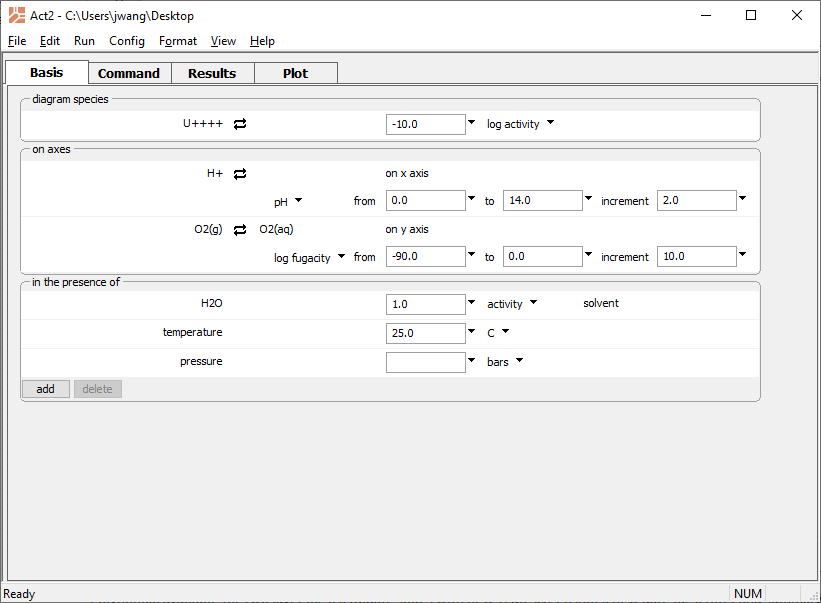 Act2 - C:\Users\jwang\Desktop
File Edit Run Config Format View Help
Basis Command Results Plot
diagram species
U++++ -10.0 log activity
on axes
H+ on x axis
pH from 0.0 to 14.0 increment 2.0
O2(g) O2(aq) on y axis
log fugacity from -90.0 to 0.0 increment 10.0
in the presence of
H2O 1.0 activity solvent
temperature 25.0 C
pressure bars
add delete
Ready NUM